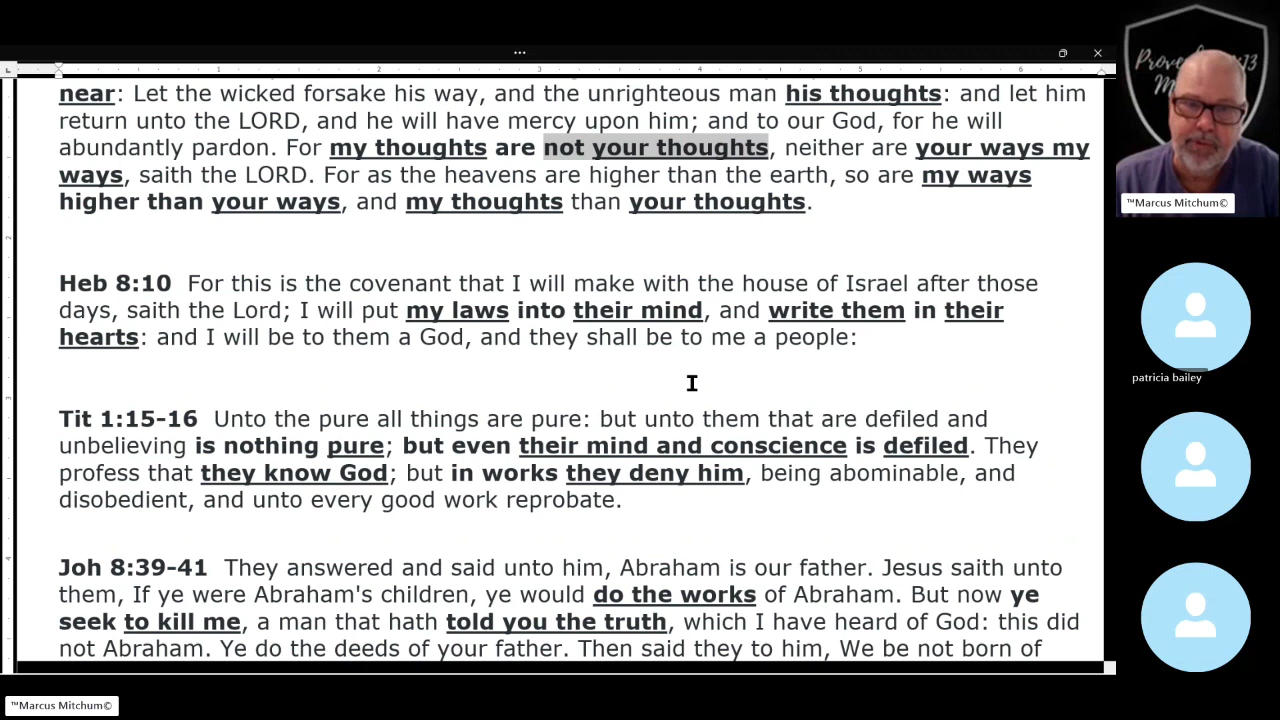 near: Let the wicked forsake his way, and the unrighteous man his thoughts: and let him
return unto the LORD, and he will have mercy upon him; and to our God, for he will
abundantly pardon. For my thoughts are not your thoughts, neither are your ways my
ways, saith the LORD. For as the heavens are higher than the earth, so are my ways
higher than your ways, and my thoughts than your thoughts.
Heb 8:10 For this is the covenant that I will make with the house of Israel after those
days, saith the Lord; I will put my laws into their mind, and write them in their
hearts: and I will be to them a God, and they shall be to me a people:
Tit 1:15-16 Unto the pure all things are pure: but unto them that are defiled and
unbelieving is nothing pure; but even their mind and conscience is defiled. They
profess that they know God; but in works they deny him, being abominable, and
disobedient, and unto every good work reprobate.
Joh 8:39-41 They answered and said unto him, Abraham is our father. Jesus saith unto
them, If ye were Abraham's children, ye would do the works of Abraham. But now ye
seek to kill me, a man that hath told you the truth, which I have heard of God: this did
not Abraham. Ye do the deeds of your father. Then said they to him, We be not born of
1
2
3
4
5
6
2
3
4
™Marcus Mitchum©
patricia bailey
™Marcus Mitchum©